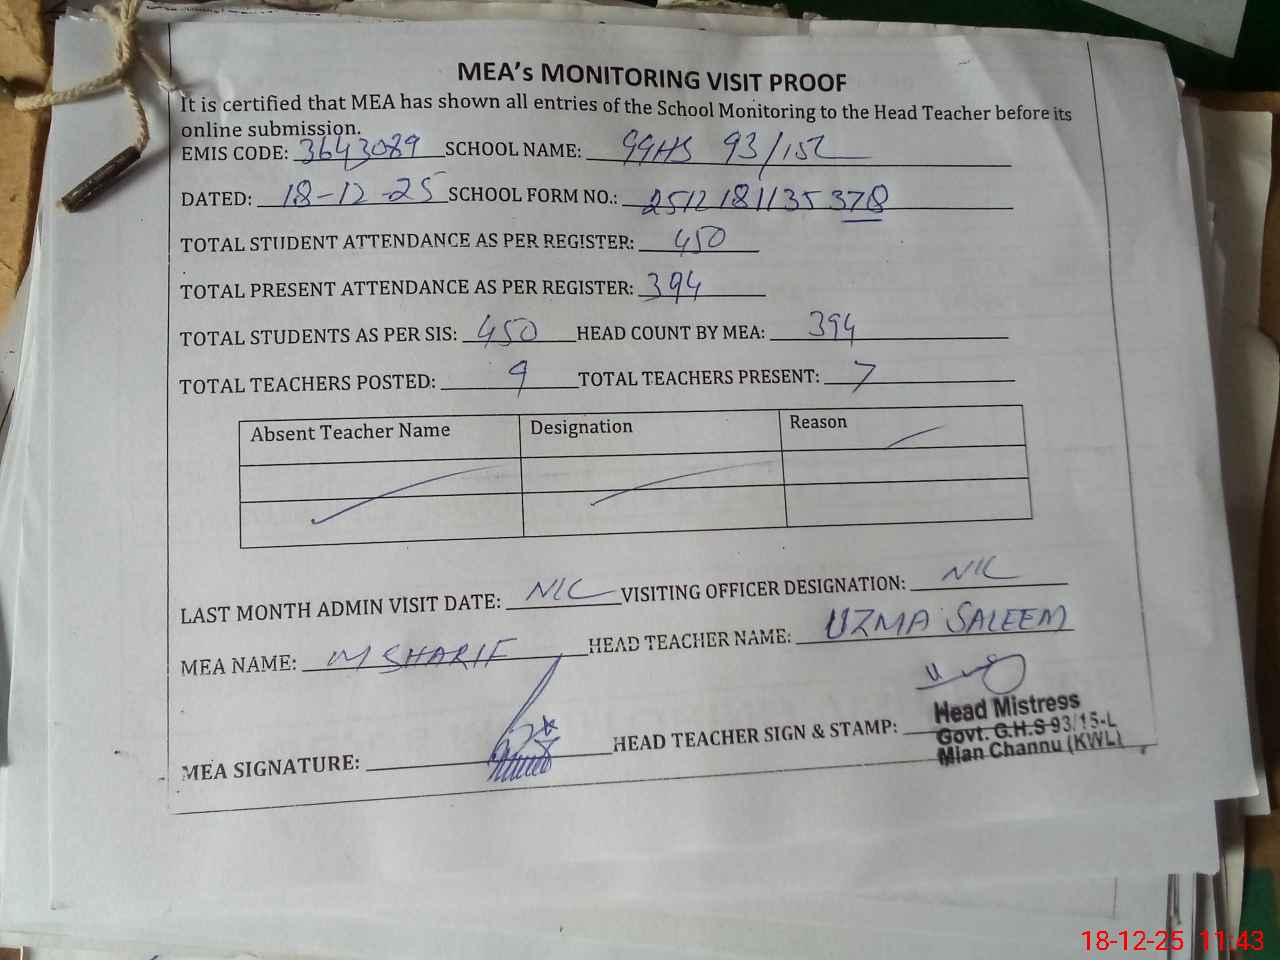 MEA's MONITORING VISIT PROOF
It is certified that MEA has shown all entries of the School Monitoring to the Head Teacher before its
online submission.
EMIS CODE: 3643089 SCHOOL NAME: GGHS 93/15L
DATED: 18-12-25 SCHOOL FORM NO.: 2512181135378
TOTAL STUDENT ATTENDANCE AS PER REGISTER: 450
TOTAL PRESENT ATTENDANCE AS PER REGISTER: 394
TOTAL STUDENTS AS PER SIS: 450 HEAD COUNT BY MEA: 394
TOTAL TEACHERS POSTED: 9 TOTAL TEACHERS PRESENT: 7
Absent Teacher Name Designation Reason
LAST MONTH ADMIN VISIT DATE: NIL VISITING OFFICER DESIGNATION: NIL
MEA NAME: M SHARIF HEAD TEACHER NAME: UZMA SALEEM
MEA SIGNATURE: HEAD TEACHER SIGN & STAMP:
Head Mistress
Govt. G.H.S 93/15-L
Mian Channu (KWL)
18-12-25 11:43